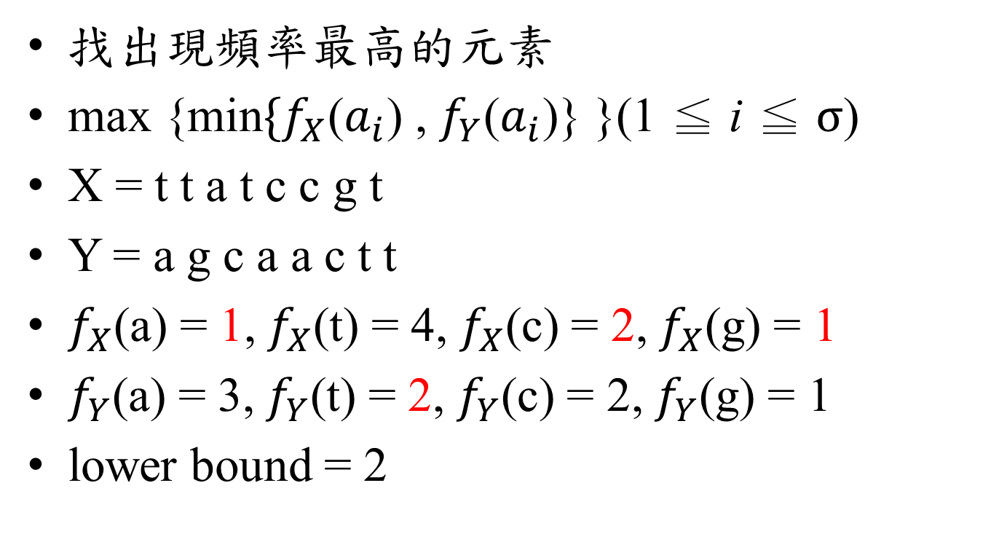 • 找出現頻率最高的元素
• max {min{f_X(a_i) , f_Y(a_i)} }(1 ≦ i ≦ σ)
• X = t t a t c c g t
• Y = a g c a a c t t
• f_X(a) = 1, f_X(t) = 4, f_X(c) = 2, f_X(g) = 1
• f_Y(a) = 3, f_Y(t) = 2, f_Y(c) = 2, f_Y(g) = 1
• lower bound = 2